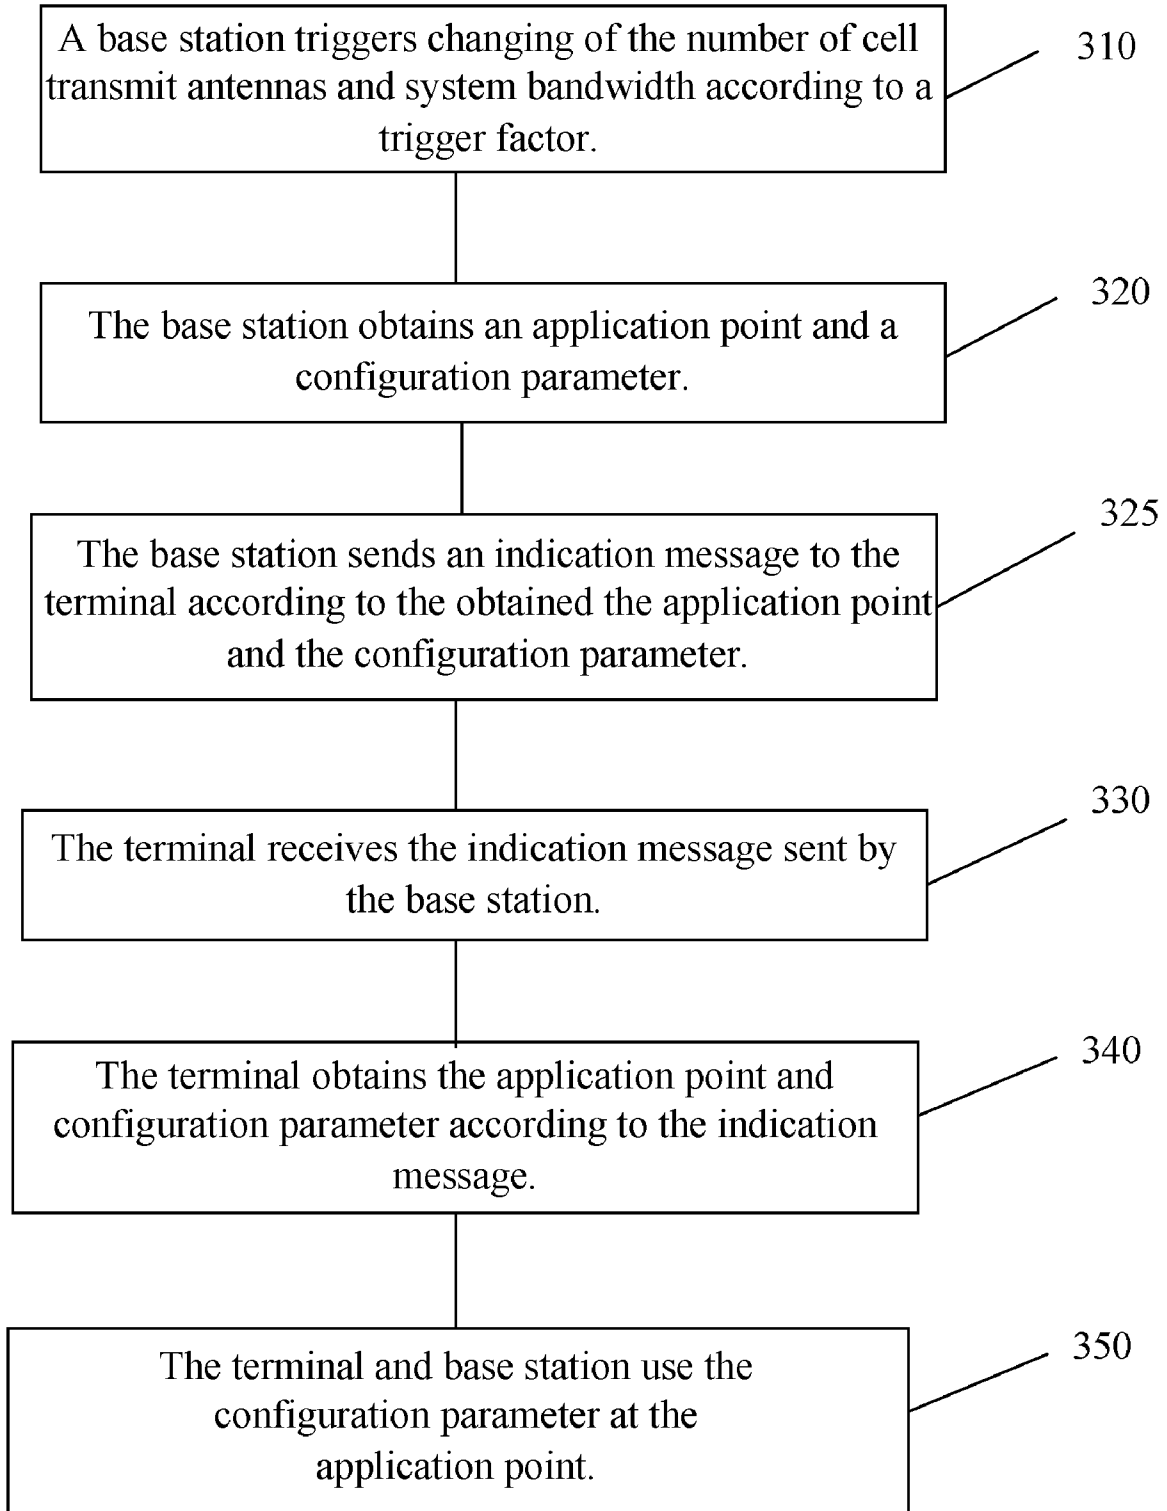 A base station triggers changing of the number of cell
transmit antennas and system bandwidth according to a
trigger factor.
310
The base station obtains an application point and a
configuration parameter.
320
The base station sends an indication message to the
terminal according to the obtained the application point
and the configuration parameter.
325
The terminal receives the indication message sent by
the base station.
330
The terminal obtains the application point and
configuration parameter according to the indication
message.
340
The terminal and base station use the
configuration parameter at the
application point.
350